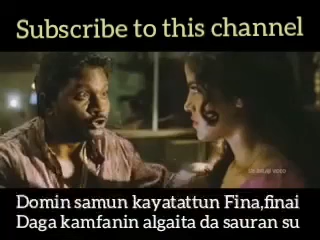 Subscribe to this channel
Domin samun kayatattun Fina,finai
Daga kamfanin algaita da sauran su